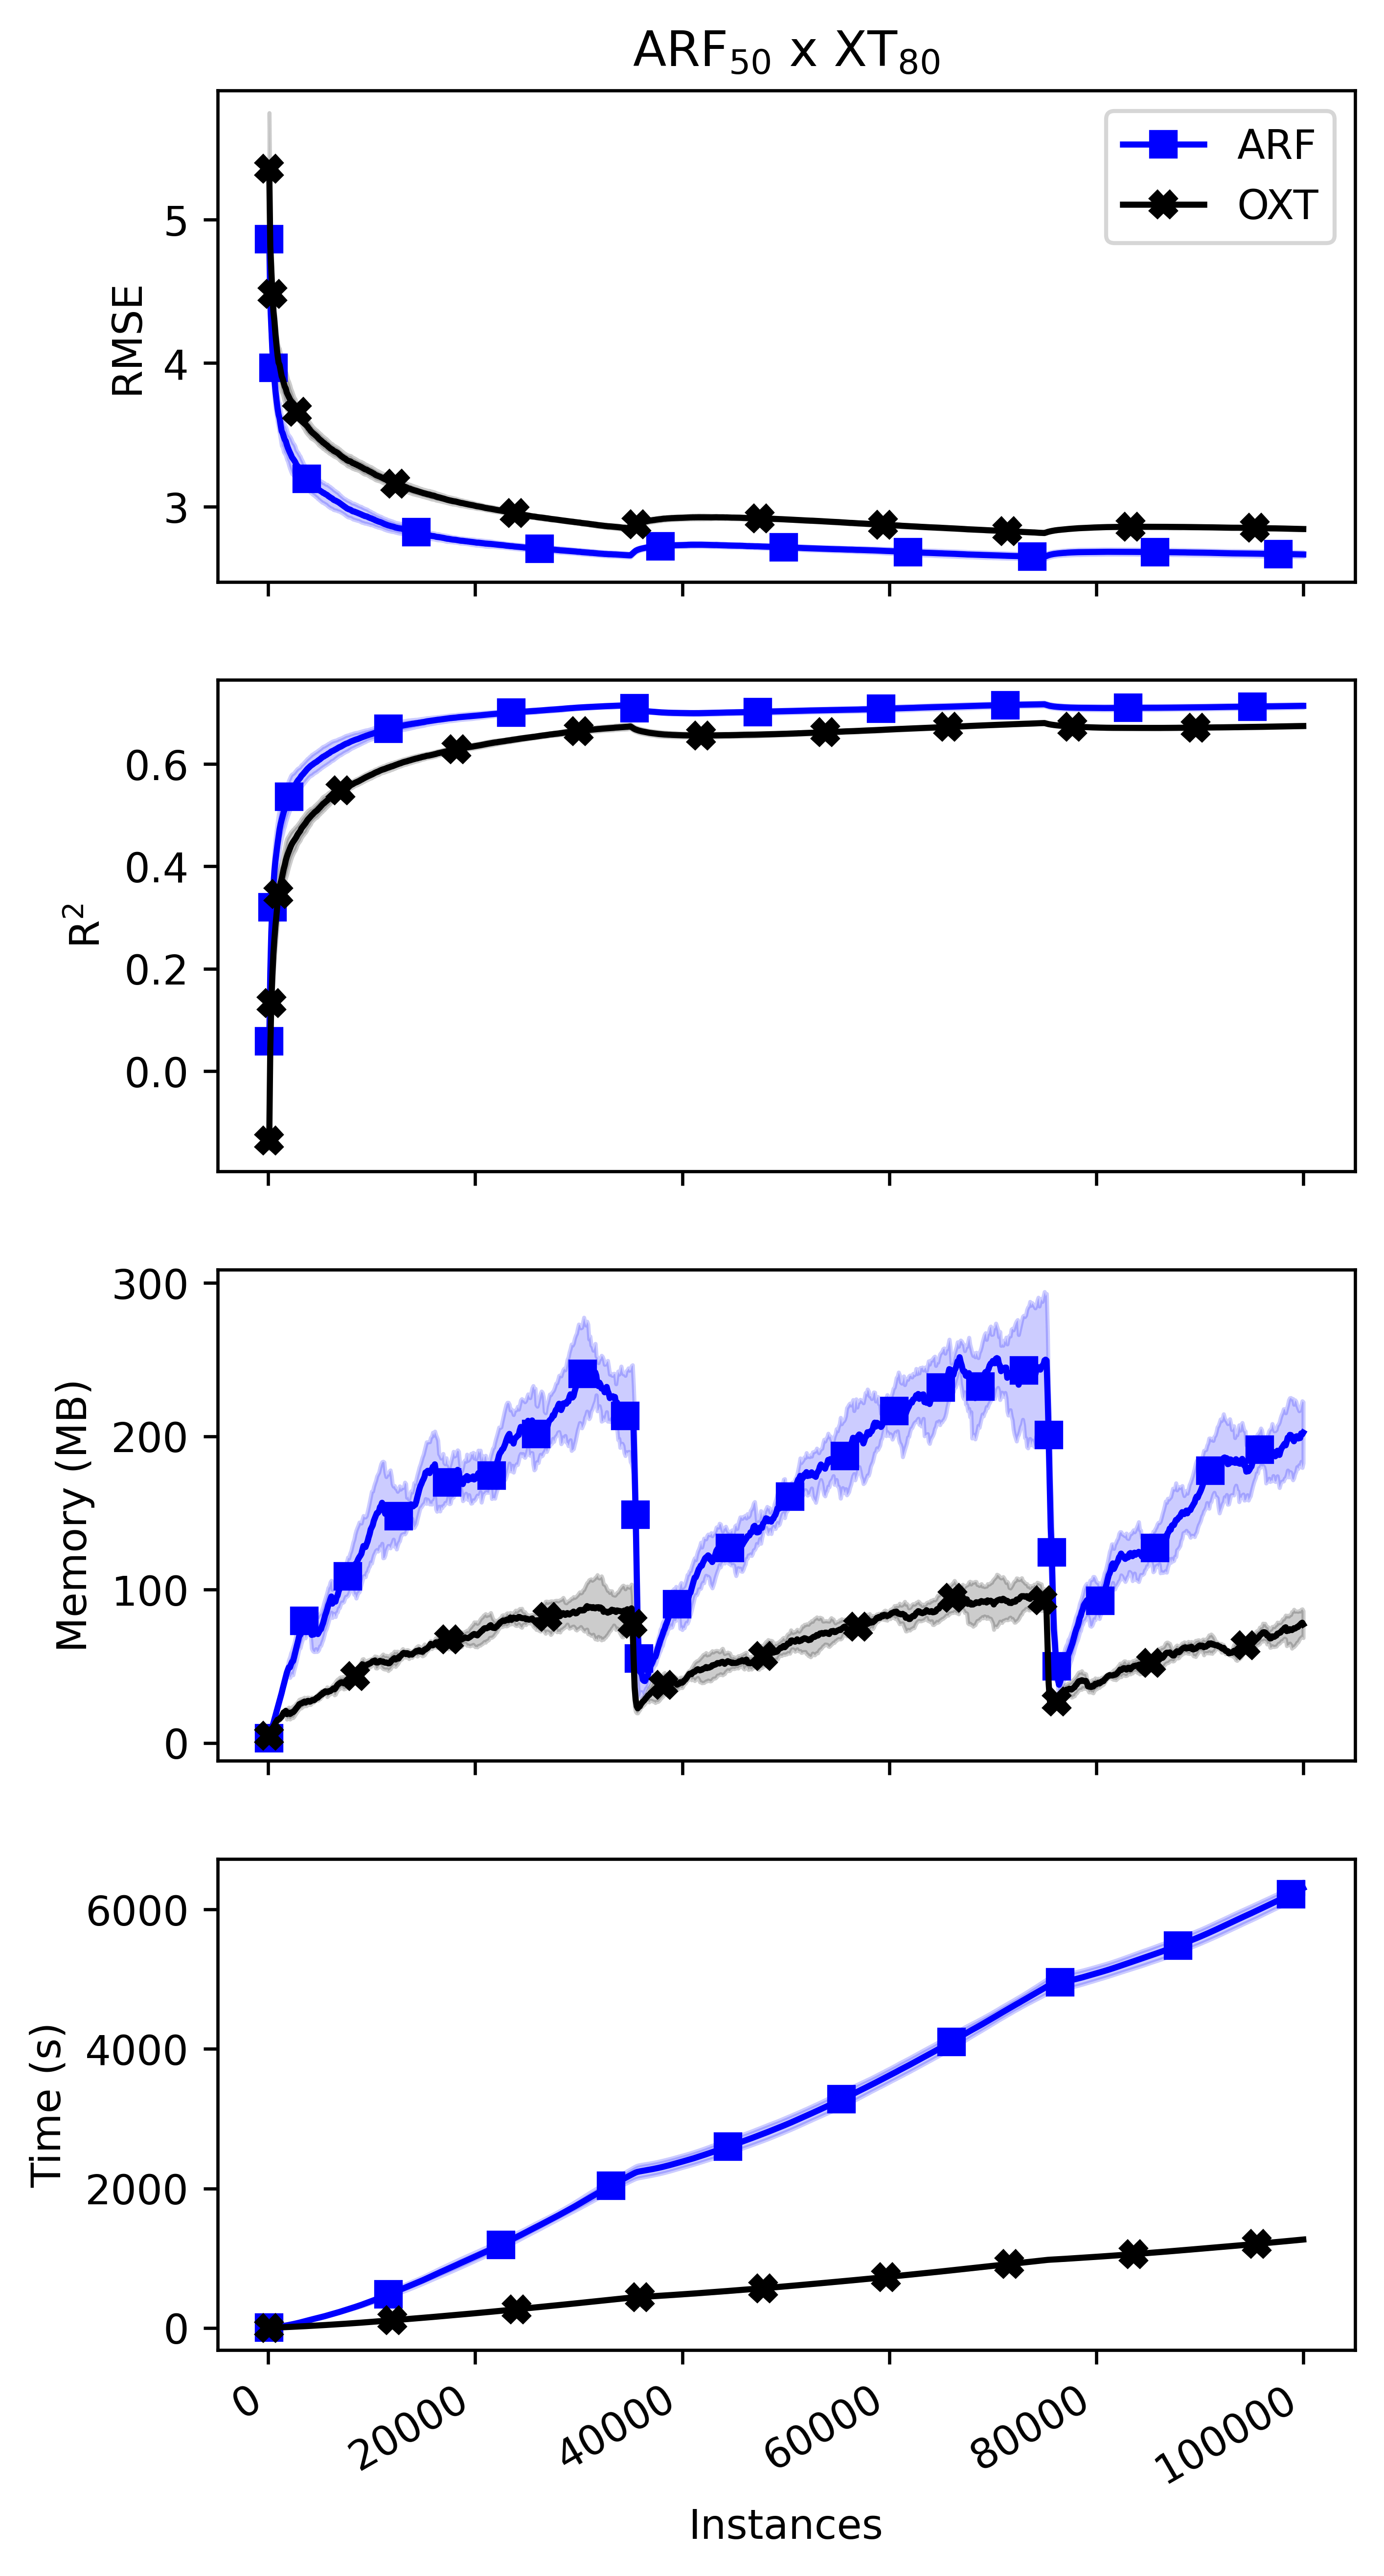 ARF₅₀ x XT₈₀
ARF
OXT
RMSE
5
4
3
R²
0.6
0.4
0.2
0.0
Memory (MB)
300
200
100
0
Time (s)
6000
4000
2000
0
0
20000
40000
60000
80000
100000
Instances